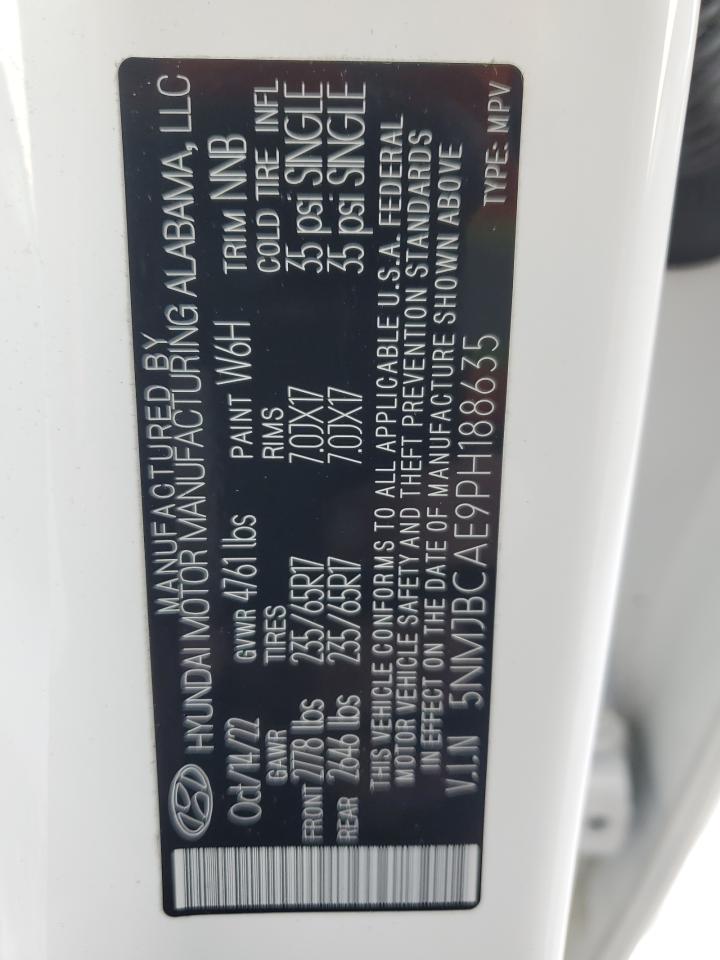 MANUFACTURED BY
HYUNDAI MOTOR MANUFACTURING ALABAMA, LLC
Oct/14/22 GVWR 4761 lbs PAINT W6H TRIM NNB
GAWR TIRES RIMS COLD TIRE INFL
FRONT 2778 lbs 235/65R17 7.0JX17 35 psi SINGLE
REAR 2646 lbs 235/65R17 7.0JX17 35 psi SINGLE
THIS VEHICLE CONFORMS TO ALL APPLICABLE U.S.A. FEDERAL
MOTOR VEHICLE SAFETY AND THEFT PREVENTION STANDARDS
IN EFFECT ON THE DATE OF MANUFACTURE SHOWN ABOVE
V.I.N 5NMJBCAE9PH188635
TYPE: MPV